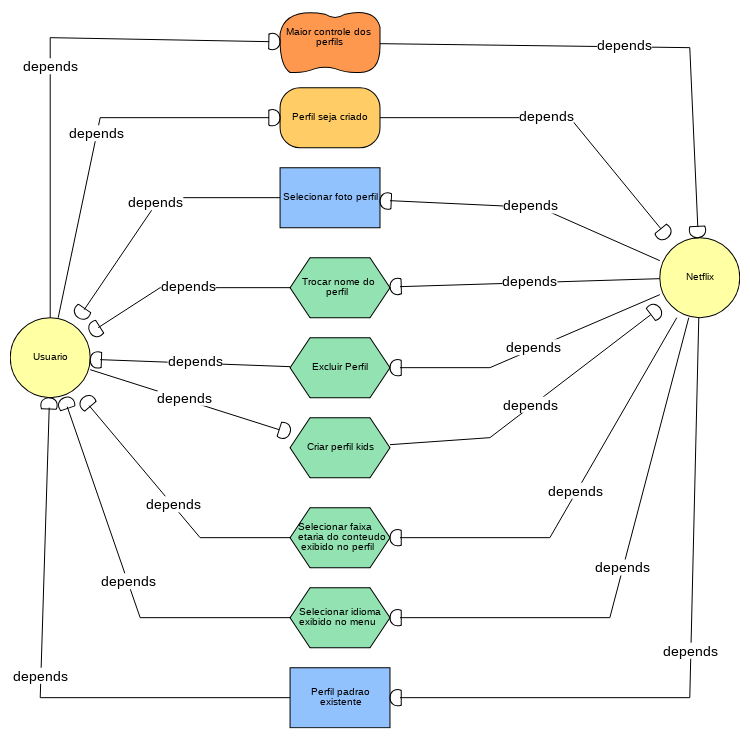 Maior controle dos
perfils
depends
depends
Perfil seja criado
depends
depends
Selecionar foto perfil
depends
depends
Netflix
Trocar nome do
perfil
depends
depends
Usuario
Excluir Perfil
depends
depends
depends
Criar perfil kids
depends
depends
Selecionar faixa
etaria do conteudo
exibido no perfil
depends
depends
Selecionar idioma
exibido no menu
depends
depends
Perfil padrao
existente
depends
depends